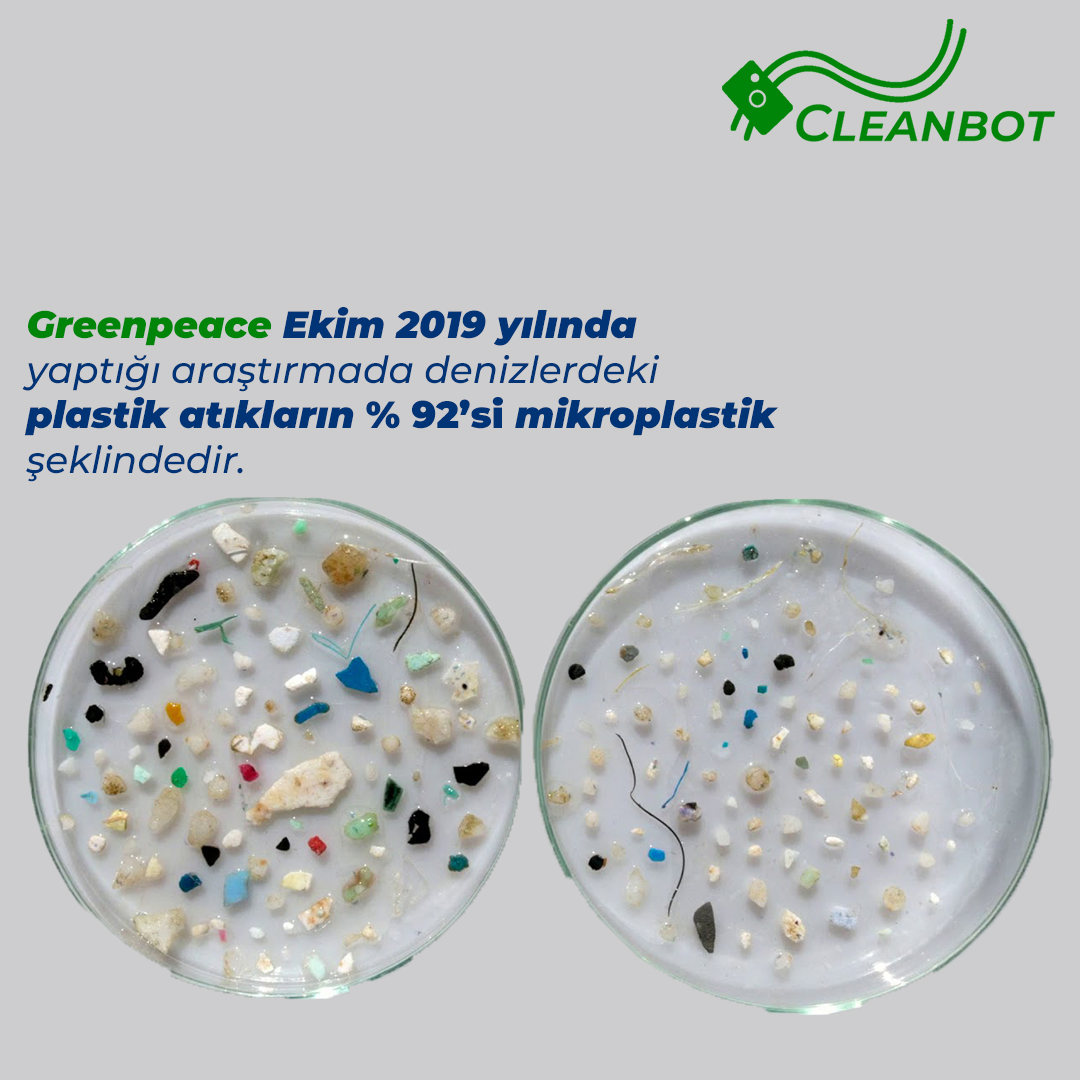 CLEANBOT
Greenpeace Ekim 2019 yılında
yaptığı araştırmada denizlerdeki
plastik atıkların % 92’si mikroplastik
şeklindedir.